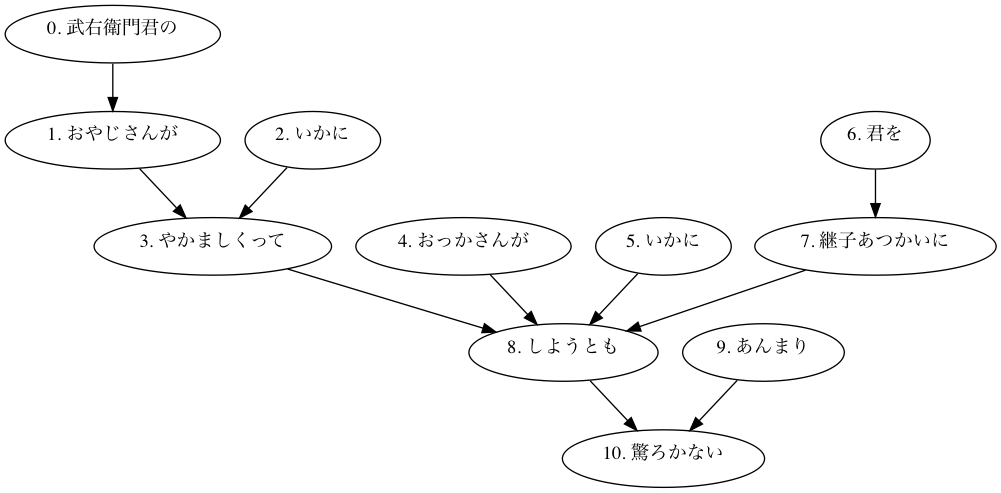 0. 武右衛門君の
1. おやじさんが
2. いかに
6. 君を
3. やかましくって
4. おっかさんが
5. いかに
7. 継子あつかいに
8. しようとも
9. あんまり
10. 驚ろかない